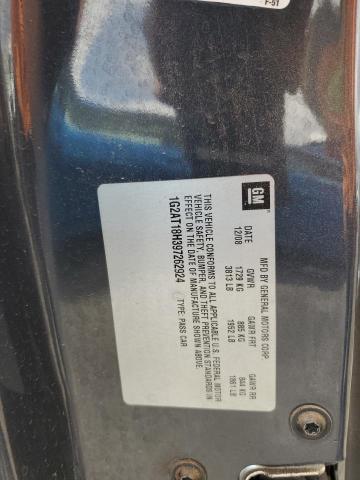 F-51
GM
MFD BY GENERAL MOTORS CORP
DATE GVWR GAWR FRT GAWR RR
12/08 1729 KG 885 KG 844 KG
3813 LB 1952 LB 1861 LB
THIS VEHICLE CONFORMS TO ALL APPLICABLE U.S. FEDERAL MOTOR
VEHICLE SAFETY, BUMPER, AND THEFT PREVENTION STANDARDS IN
EFFECT ON THE DATE OF MANUFACTURE SHOWN ABOVE.
1G2AT18H397262924 TYPE: PASS CAR